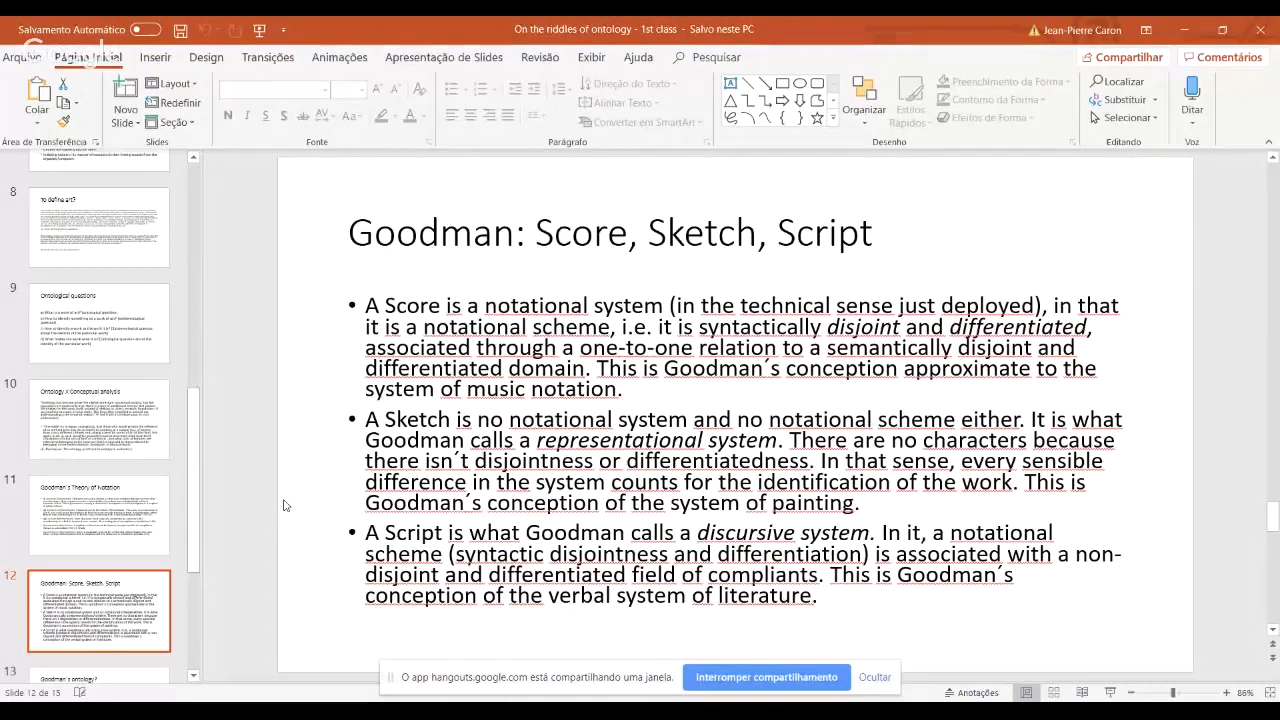 Salvamento Automático
On the riddles of ontology - 1st class - Salvo neste PC
Jean-Pierre Caron
Google
Arquivo Página Inicial Inserir Design Transições Animações Apresentação de Slides Revisão Exibir Ajuda Pesquisar Compartilhar Comentários
Colar
Novo
Slide
Layout
Redefinir
Seção
N I S S AV Aa A
Direção do Texto
Alinhar Texto
Converter em SmartArt
Organizar
Estilos
Rápidos
Preenchimento da Forma
Contorno da Forma
Efeitos de Forma
Localizar
Substituir
Selecionar
Ditar
Área de Transferência Slides Fonte Parágrafo Desenho Editando Voz
8
To define art?
9
Ontological questions
10
Ontology X Conceptual analysis
11
Goodman´s Theory of Notation
12
Goodman: Score, Sketch, Script
13
Goodman´s ontology?
Goodman: Score, Sketch, Script
• A Score is a notational system (in the technical sense just deployed), in that
it is a notational scheme, i.e. it is syntactically disjoint and differentiated,
associated through a one-to-one relation to a semantically disjoint and
differentiated domain. This is Goodman´s conception approximate to the
system of music notation.
• A Sketch is no notational system and no notational scheme either. It is what
Goodman calls a representational system. There are no characters because
there isn´t disjointness or differentiatedness. In that sense, every sensible
difference in the system counts for the identification of the work. This is
Goodman´s conception of the system of painting.
• A Script is what Goodman calls a discursive system. In it, a notational
scheme (syntactic disjointness and differentiation) is associated with a non-
disjoint and differentiated field of compliants. This is Goodman´s
conception of the verbal system of literature.
O app hangouts.google.com está compartilhando uma janela. Interromper compartilhamento Ocultar
Slide 12 de 13
Anotações
86%